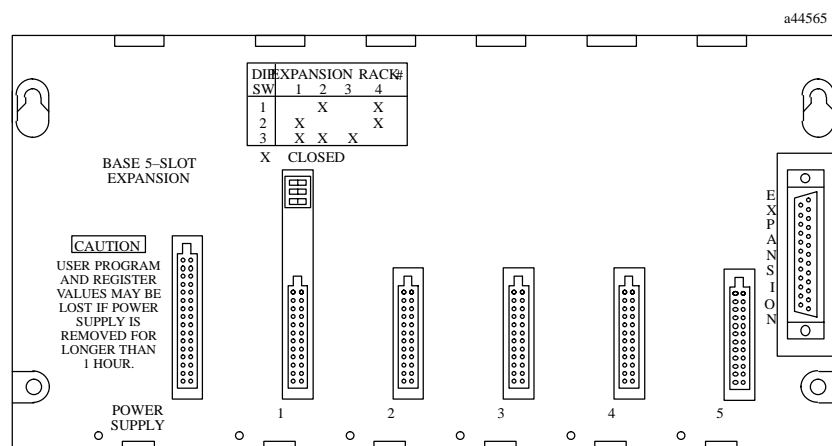 a44565
DIP EXPANSION RACK#
SW 1 2 3 4
1 X X
2 X X
3 X X X
X CLOSED
BASE 5–SLOT
EXPANSION
CAUTION
USER PROGRAM
AND REGISTER
VALUES MAY BE
LOST IF POWER
SUPPLY IS
REMOVED FOR
LONGER THAN
1 HOUR.
EXPANSION
POWER
SUPPLY
1 2 3 4 5